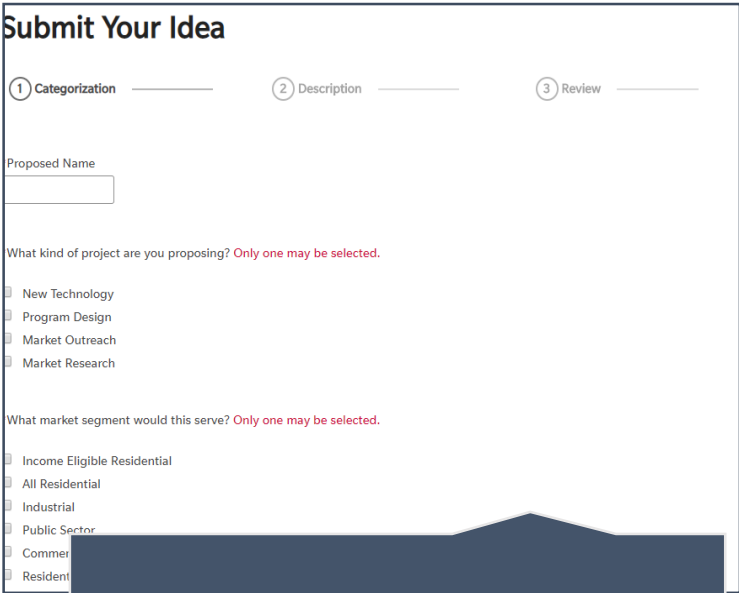 Submit Your Idea
1 Categorization
2 Description
3 Review
Proposed Name
What kind of project are you proposing? Only one may be selected.
New Technology
Program Design
Market Outreach
Market Research
What market segment would this serve? Only one may be selected.
Income Eligible Residential
All Residential
Industrial
Public Sector